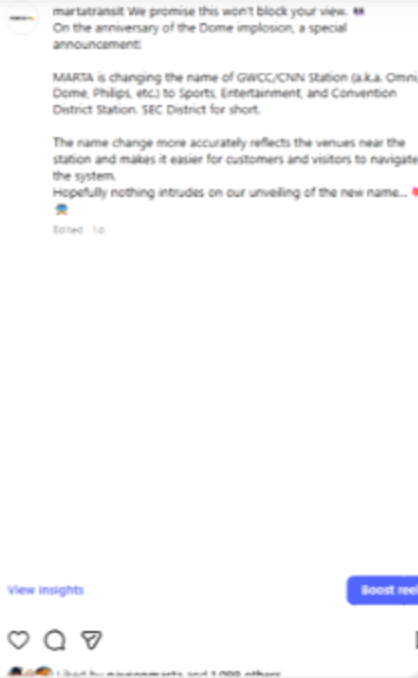 martatransit We promise this won't block your view.
On the anniversary of the Dome implosion, a special
announcement:
MARTA is changing the name of GWCC/CNN Station (a.k.a. Omni,
Dome, Philips, etc.) to Sports, Entertainment, and Convention
District Station. SEC District for short.
The name change more accurately reflects the venues near the
station and makes it easier for customers and visitors to navigate
the system.
Hopefully nothing intrudes on our unveiling of the new name...
Edited 1d
View insights
Boost reel
and 1,099 others